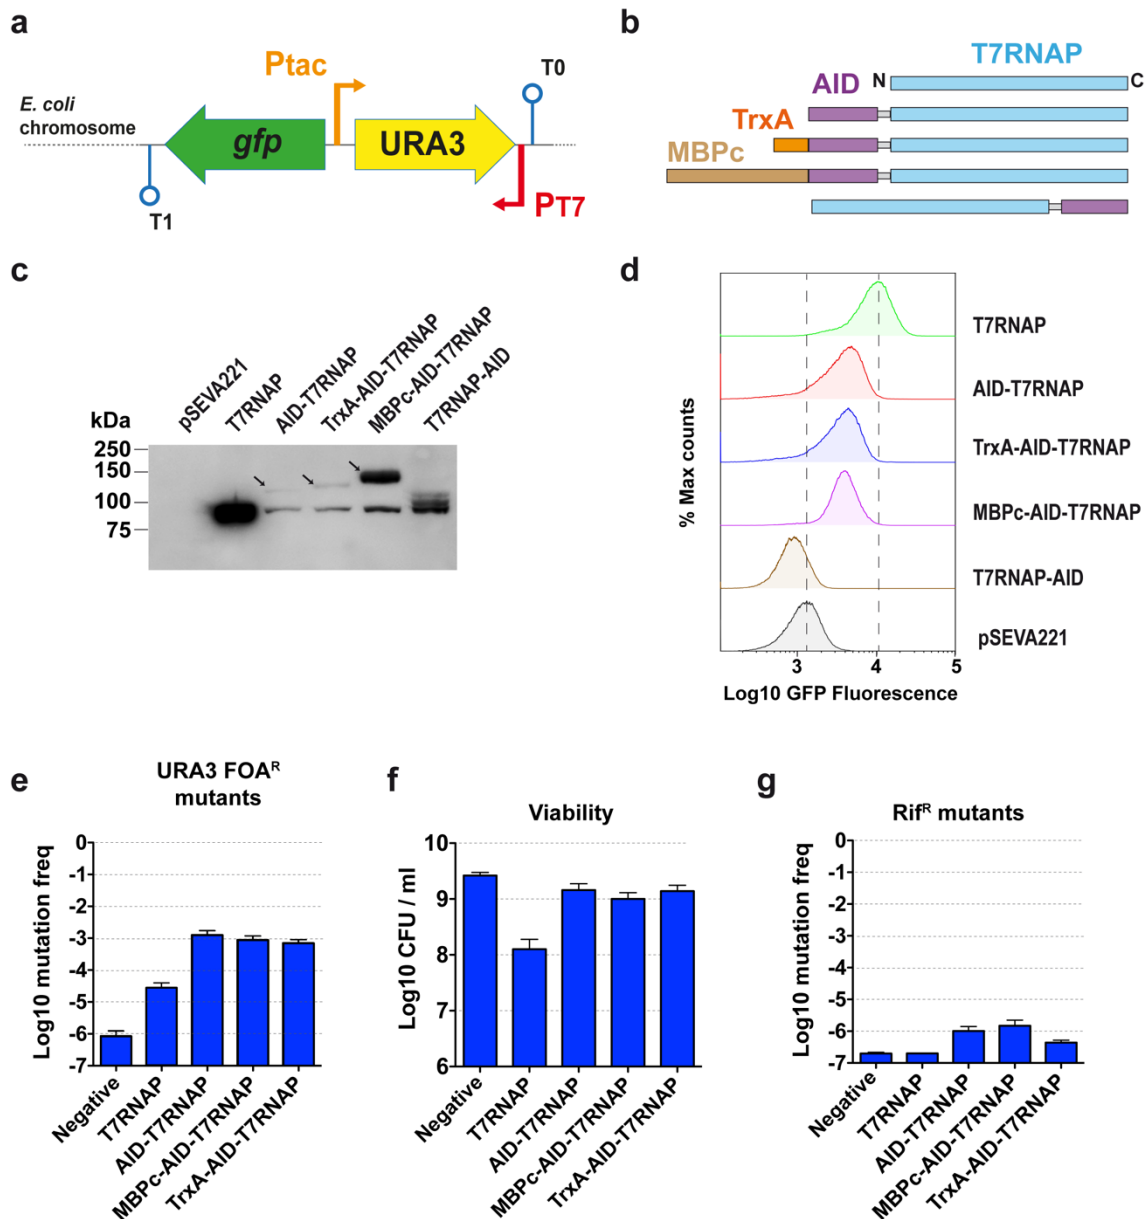 a
Ptac
T0
E. coli
chromosome
gfp
URA3
T1
PT7
b
T7RNAP
AID
N
C
TrxA
MBPc
c
pSEVA221
T7RNAP
AID-T7RNAP
TrxA-AID-T7RNAP
MBPc-AID-T7RNAP
T7RNAP-AID
kDa
250
150
100
75
d
% Max counts
T7RNAP
AID-T7RNAP
TrxA-AID-T7RNAP
MBPc-AID-T7RNAP
T7RNAP-AID
pSEVA221
3 4 5
Log10 GFP Fluorescence
e
URA3 FOAᴿ
mutants
Log10 mutation freq
0
-1
-2
-3
-4
-5
-6
-7
Negative
T7RNAP
AID-T7RNAP
MBPc-AID-T7RNAP
TrxA-AID-T7RNAP
f
Viability
Log10 CFU / ml
10
9
8
7
6
Negative
T7RNAP
AID-T7RNAP
MBPc-AID-T7RNAP
TrxA-AID-T7RNAP
g
Rifᴿ mutants
Log10 mutation freq
0
-1
-2
-3
-4
-5
-6
-7
Negative
T7RNAP
AID-T7RNAP
MBPc-AID-T7RNAP
TrxA-AID-T7RNAP